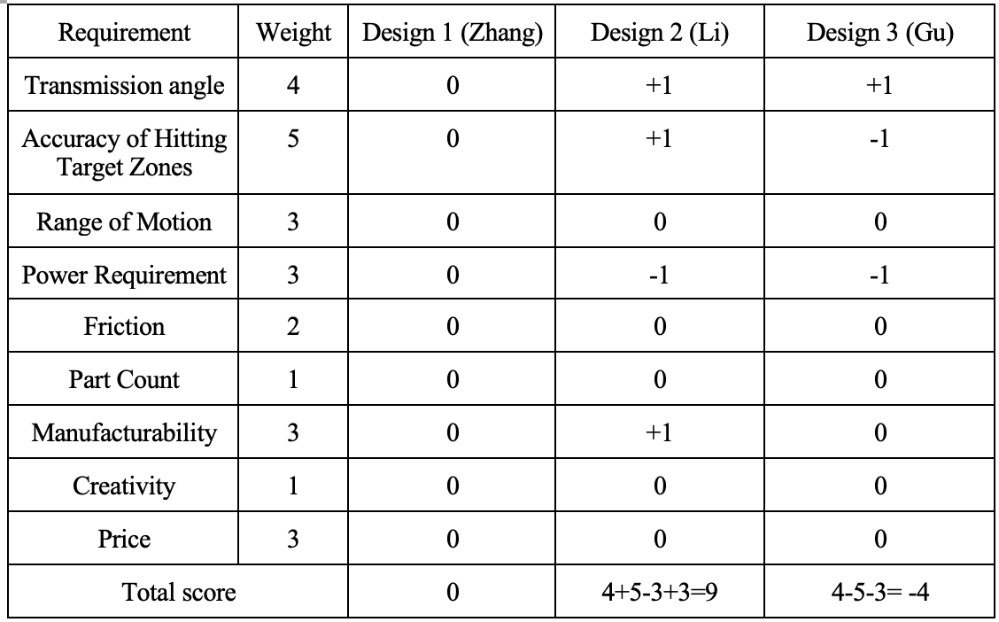 Requirement Weight Design 1 (Zhang) Design 2 (Li) Design 3 (Gu)
Transmission angle 4 0 +1 +1
Accuracy of Hitting 5 0 +1 -1
Target Zones
Range of Motion 3 0 0 0
Power Requirement 3 0 -1 -1
Friction 2 0 0 0
Part Count 1 0 0 0
Manufacturability 3 0 +1 0
Creativity 1 0 0 0
Price 3 0 0 0
Total score 0 4+5-3+3=9 4-5-3= -4